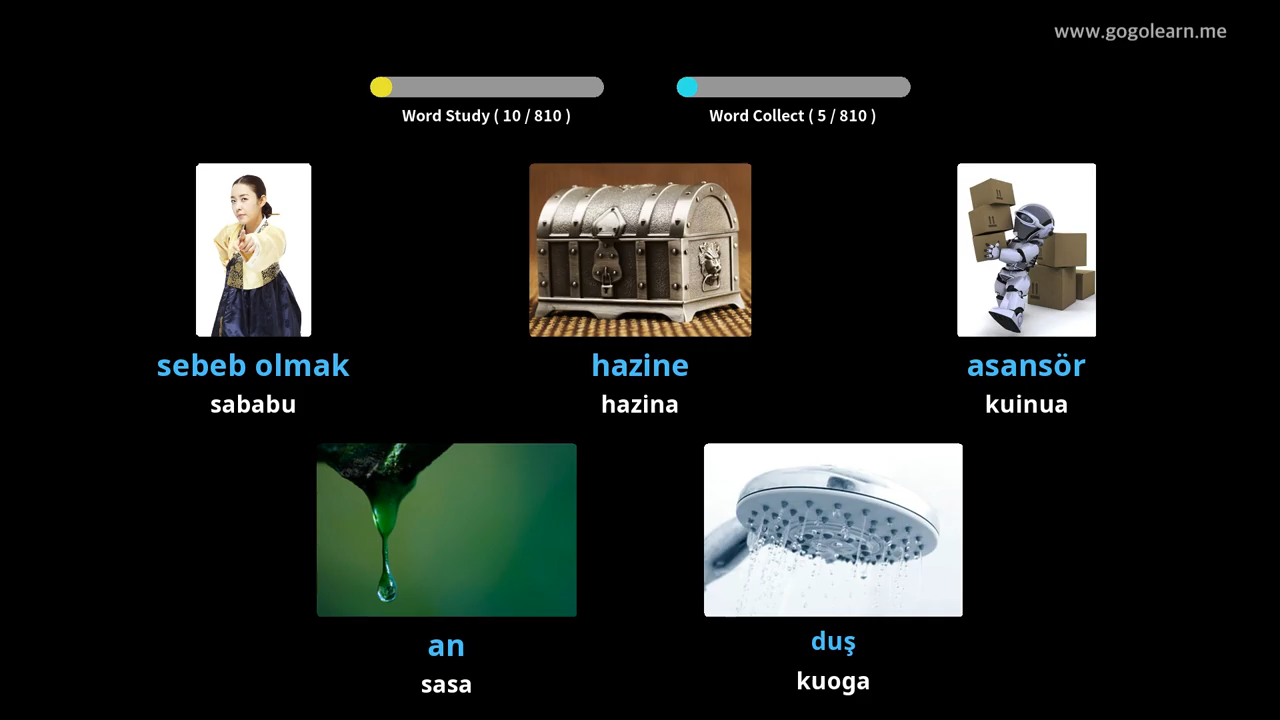 www.gogolearn.me
Word Study ( 10 / 810 )
Word Collect ( 5 / 810 )
sebeb olmak
sababu
hazine
hazina
asansör
kuinua
an
sasa
duş
kuoga